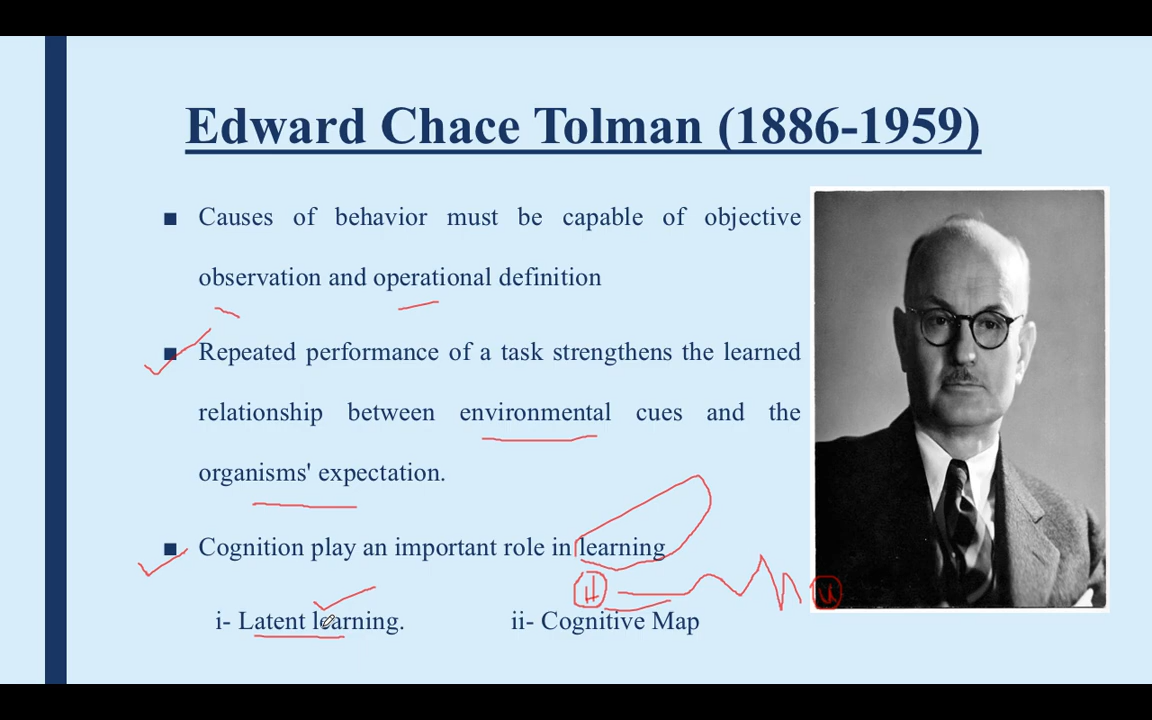 Edward Chace Tolman (1886-1959)
■ Causes of behavior must be capable of objective
observation and operational definition
■ Repeated performance of a task strengthens the learned
relationship between environmental cues and the
organisms' expectation.
■ Cognition play an important role in learning
H U
i- Latent learning. ii- Cognitive Map